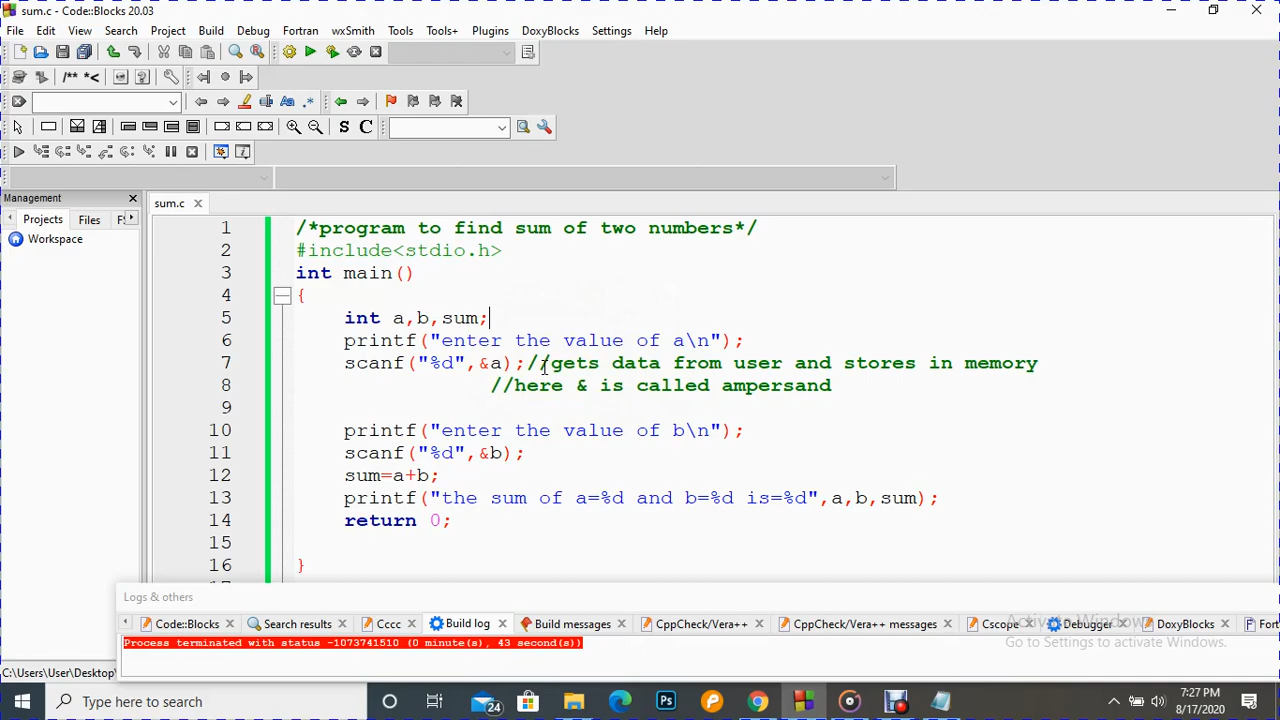 sum.c - Code::Blocks 20.03
File Edit View Search Project Build Debug Fortran wxSmith Tools Tools+ Plugins DoxyBlocks Settings Help
/** *<
S C
Management
Projects Files
Workspace
sum.c
1 /*program to find sum of two numbers*/
2 #include<stdio.h>
3 int main()
4 {
5 int a,b,sum;
6 printf("enter the value of a\n");
7 scanf("%d",&a);//gets data from user and stores in memory
8 //here & is called ampersand
9
10 printf("enter the value of b\n");
11 scanf("%d",&b);
12 sum=a+b;
13 printf("the sum of a=%d and b=%d is=%d",a,b,sum);
14 return 0;
15
16 }
Logs & others
Code::Blocks Search results Cccc Build log Build messages CppCheck/Vera++ CppCheck/Vera++ messages Cscope Debugger DoxyBlocks Fort
Process terminated with status -1073741510 (0 minute(s), 43 second(s))
Activate Windows
Go to Settings to activate Windows.
C:\Users\User\Desktop\
Type here to search
24
Ps
7:27 PM
8/17/2020